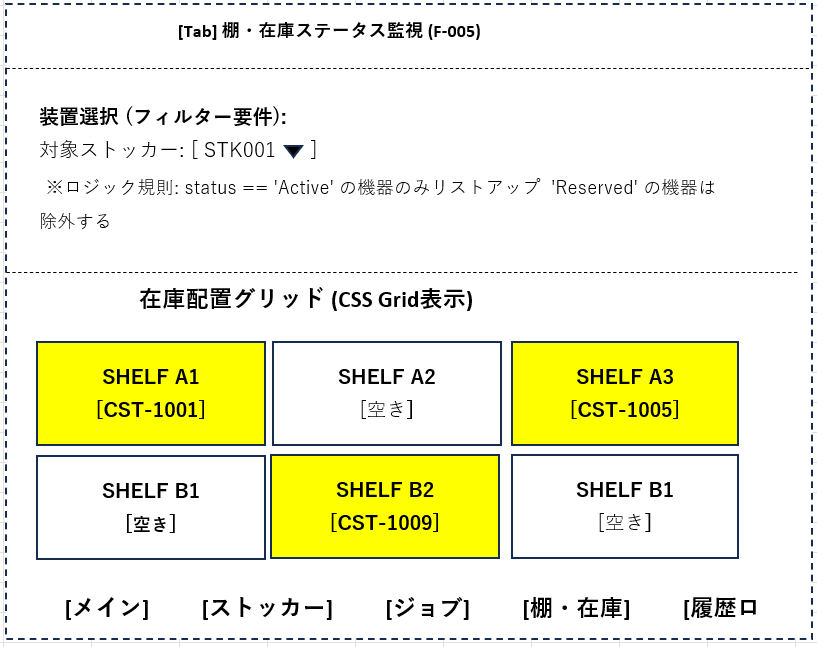 [Tab] 棚・在庫ステータス監視 (F-005)
装置選択 (フィルター要件):
対象ストッカー: [ STK001 ▼ ]
※ロジック規則: status == 'Active' の機器のみリストアップ 'Reserved' の機器は
除外する
在庫配置グリッド (CSS Grid表示)
SHELF A1 SHELF A2 SHELF A3
[CST-1001] [空き] [CST-1005]
SHELF B1 SHELF B2 SHELF B1
[空き] [CST-1009] [空き]
[メイン] [ストッカー] [ジョブ] [棚・在庫] [履歴ロ